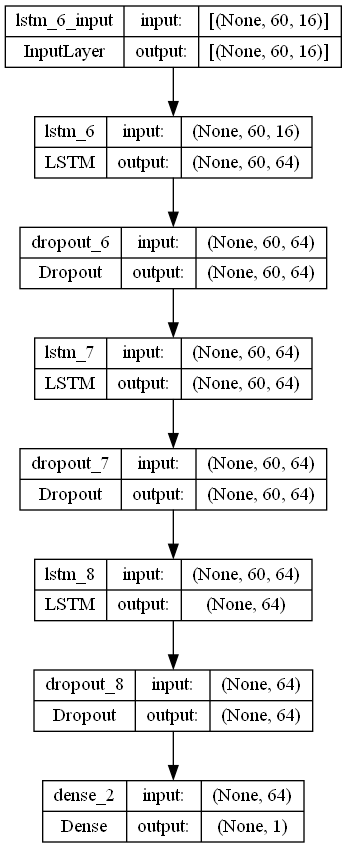 lstm_6_input input: [(None, 60, 16)]
InputLayer output: [(None, 60, 16)]
lstm_6 input: (None, 60, 16)
LSTM output: (None, 60, 64)
dropout_6 input: (None, 60, 64)
Dropout output: (None, 60, 64)
lstm_7 input: (None, 60, 64)
LSTM output: (None, 60, 64)
dropout_7 input: (None, 60, 64)
Dropout output: (None, 60, 64)
lstm_8 input: (None, 60, 64)
LSTM output: (None, 64)
dropout_8 input: (None, 64)
Dropout output: (None, 64)
dense_2 input: (None, 64)
Dense output: (None, 1)